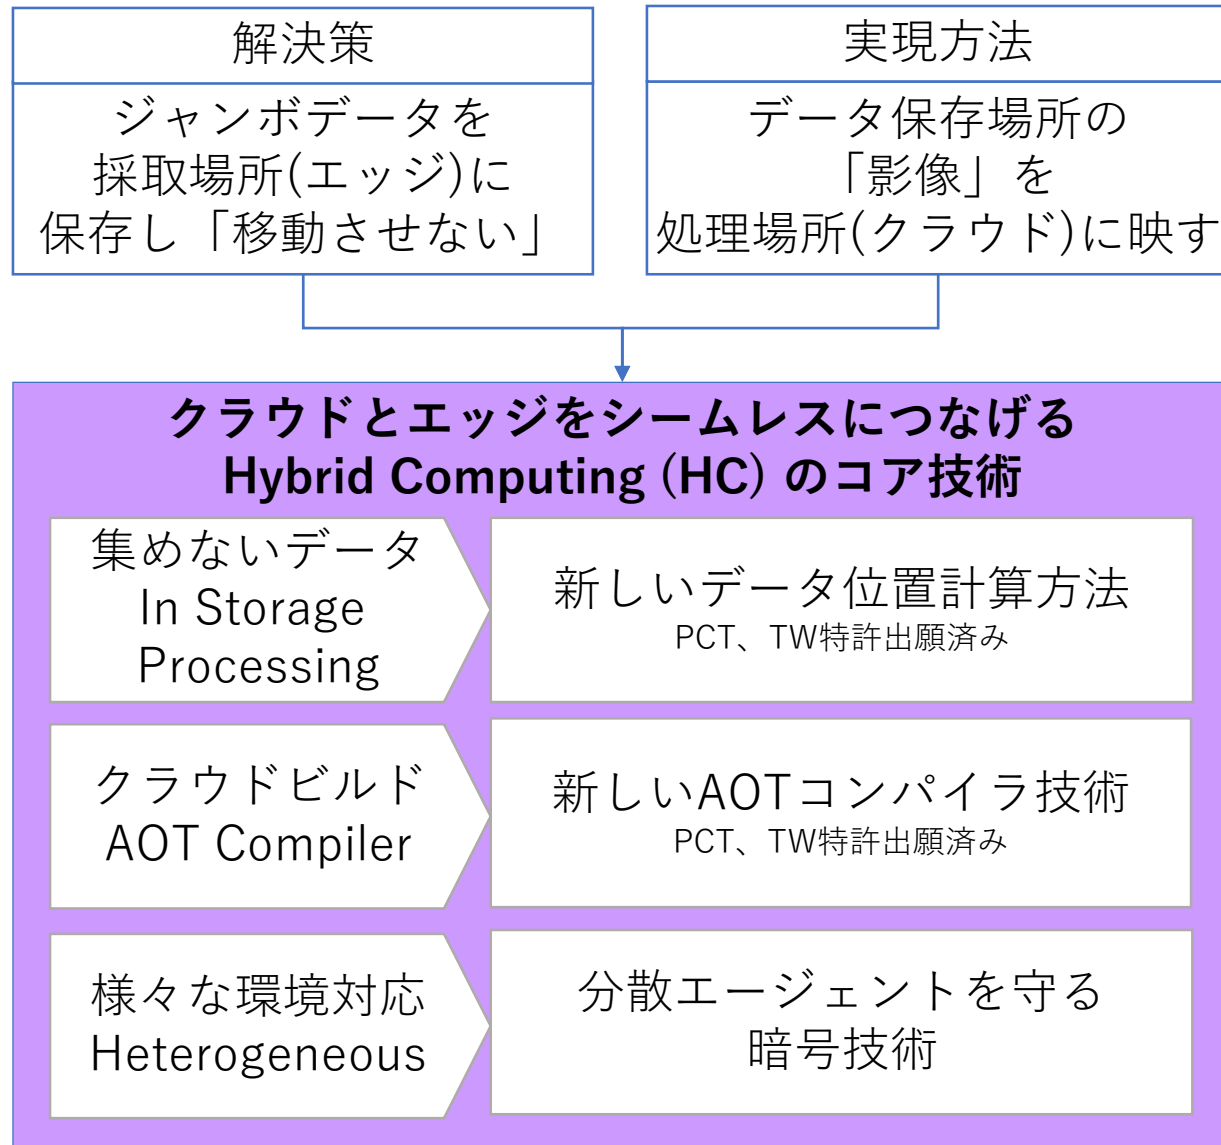 解決策
ジャンボデータを
採取場所(エッジ)に
保存し「移動させない」
実現方法
データ保存場所の
「影像」を
処理場所(クラウド)に映す
クラウドとエッジをシームレスにつなげる
Hybrid Computing (HC) のコア技術
集めないデータ
In Storage
Processing
新しいデータ位置計算方法
PCT、TW特許出願済み
クラウドビルド
AOT Compiler
新しいAOTコンパイラ技術
PCT、TW特許出願済み
様々な環境対応
Heterogeneous
分散エージェントを守る
暗号技術